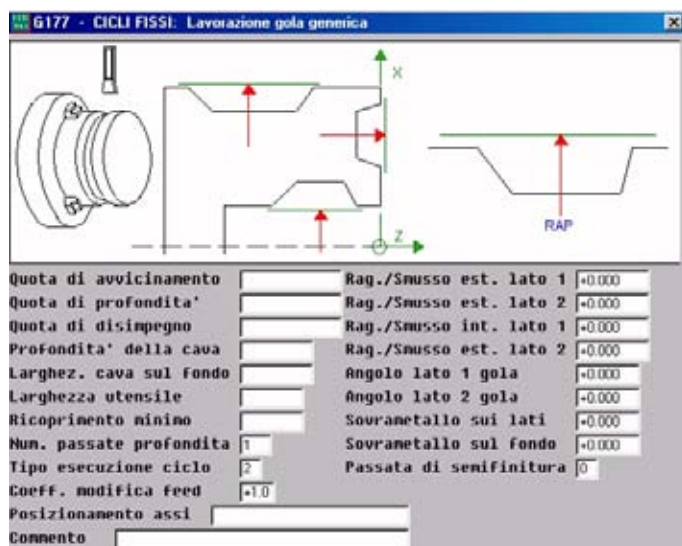 G177 - CICLI FISSI: Lavorazione gola generica
X
Z
RAP
Quota di avvicinamento
Quota di profondita'
Quota di disimpegno
Profondita' della cava
Larghez. cava sul fondo
Larghezza utensile
Ricoprimento minimo
Num. passate profondita 1
Tipo esecuzione ciclo 2
Coeff. modifica feed +1.0
Posizionamento assi
Commento
Rag./Smusso est. lato 1 +0.000
Rag./Smusso est. lato 2 +0.000
Rag./Smusso int. lato 1 +0.000
Rag./Smusso est. lato 2 +0.000
Angolo lato 1 gola +0.000
Angolo lato 2 gola +0.000
Sovrametallo sui lati +0.000
Sovrametallo sul fondo +0.000
Passata di semifinitura 0